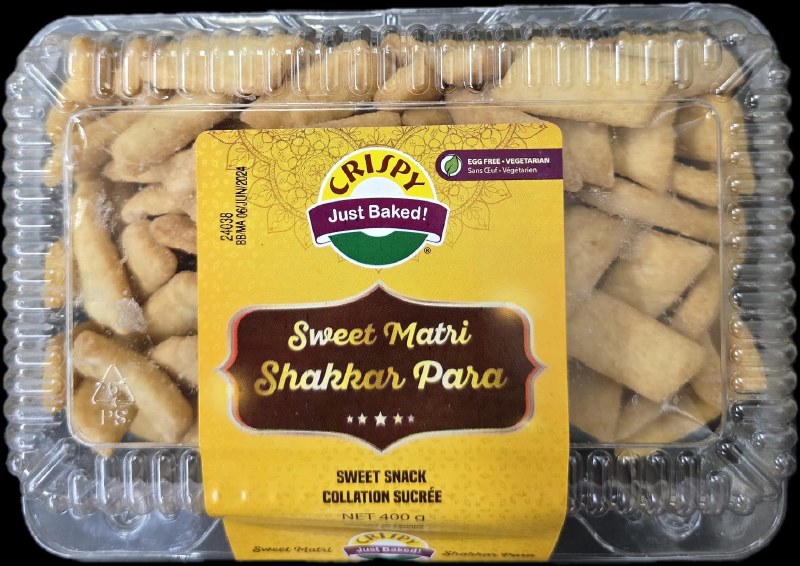 CRISPY
Just Baked!
®
EGG FREE • VEGETARIAN
Sans Œuf • Végétarien
24038
BB/MA 06/JUN/2024
Sweet Matri
Shakkar Para
SWEET SNACK
COLLATION SUCRÉE
NET 400 g
PS
CRISPY
Just Baked!
Sweet Matri
Shakkar Para